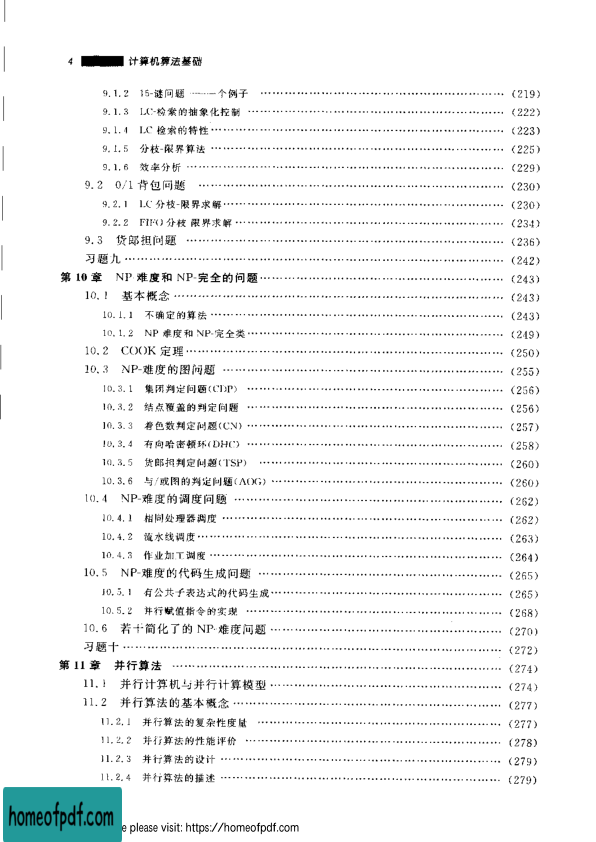 4 计算机算法基础
9.1.2 15-谜问题 ——一个例子 ……………… (219)
9.1.3 LC-检索的抽象化控制 ……………… (222)
9.1.4 LC 检索的特性 ……………… (223)
9.1.5 分枝-限界算法 ……………… (225)
9.1.6 效率分析 ……………… (229)
9.2 0/1 背包问题 ……………… (230)
9.2.1 LC 分枝-限界求解 ……………… (230)
9.2.2 FIFO 分枝 限界求解 ……………… (234)
9.3 货郎担问题 ……………… (236)
习题九 ……………… (242)
第 10 章 NP 难度和 NP-完全的问题 ……………… (243)
10.1 基本概念 ……………… (243)
10.1.1 不确定的算法 ……………… (243)
10.1.2 NP 难度和 NP-完全类 ……………… (249)
10.2 COOK 定理 ……………… (250)
10.3 NP-难度的图问题 ……………… (255)
10.3.1 集团判定问题(CDP) ……………… (256)
10.3.2 结点覆盖的判定问题 ……………… (256)
10.3.3 着色数判定问题(CN) ……………… (257)
10.3.4 有向哈密顿环(DHC) ……………… (258)
10.3.5 货郎担判定问题(TSP) ……………… (260)
10.3.6 与/或图的判定问题(AOG) ……………… (260)
10.4 NP-难度的调度问题 ……………… (262)
10.4.1 相同处理器调度 ……………… (262)
10.4.2 流水线调度 ……………… (263)
10.4.3 作业加工调度 ……………… (264)
10.5 NP-难度的代码生成问题 ……………… (265)
10.5.1 有公共子表达式的代码生成 ……………… (265)
10.5.2 并行赋值指令的实现 ……………… (268)
10.6 若干简化了的 NP-难度问题 ……………… (270)
习题十 ……………… (272)
第 11 章 并行算法 ……………… (274)
11.1 并行计算机与并行计算模型 ……………… (274)
11.2 并行算法的基本概念 ……………… (277)
11.2.1 并行算法的复杂性度量 ……………… (277)
11.2.2 并行算法的性能评价 ……………… (278)
11.2.3 并行算法的设计 ……………… (279)
11.2.4 并行算法的描述 ……………… (279)
homeofpdf.com
e please visit: https://homeofpdf.com